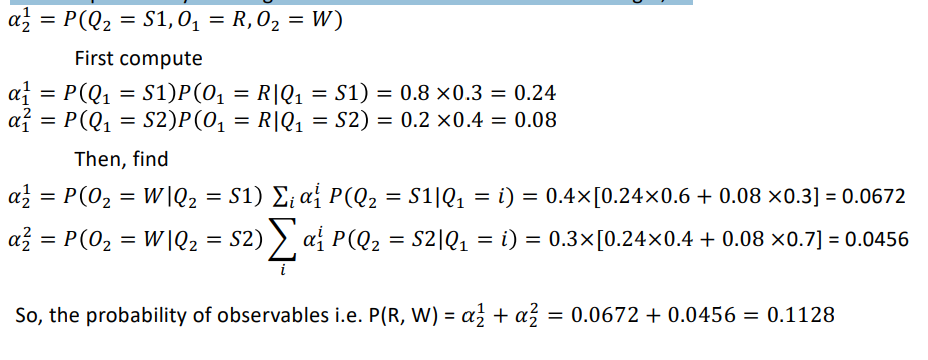 α₂¹ = P(Q₂ = S1, O₁ = R, O₂ = W)
First compute
α₁¹ = P(Q₁ = S1)P(O₁ = R|Q₁ = S1) = 0.8 ×0.3 = 0.24
α₁² = P(Q₁ = S2)P(O₁ = R|Q₁ = S2) = 0.2 ×0.4 = 0.08
Then, find
α₂¹ = P(O₂ = W|Q₂ = S1) Σᵢ α₁ⁱ P(Q₂ = S1|Q₁ = i) = 0.4×[0.24×0.6 + 0.08 ×0.3] = 0.0672
α₂² = P(O₂ = W|Q₂ = S2) ∑ᵢ α₁ⁱ P(Q₂ = S2|Q₁ = i) = 0.3×[0.24×0.4 + 0.08 ×0.7] = 0.0456
So, the probability of observables i.e. P(R, W) = α₂¹ + α₂² = 0.0672 + 0.0456 = 0.1128